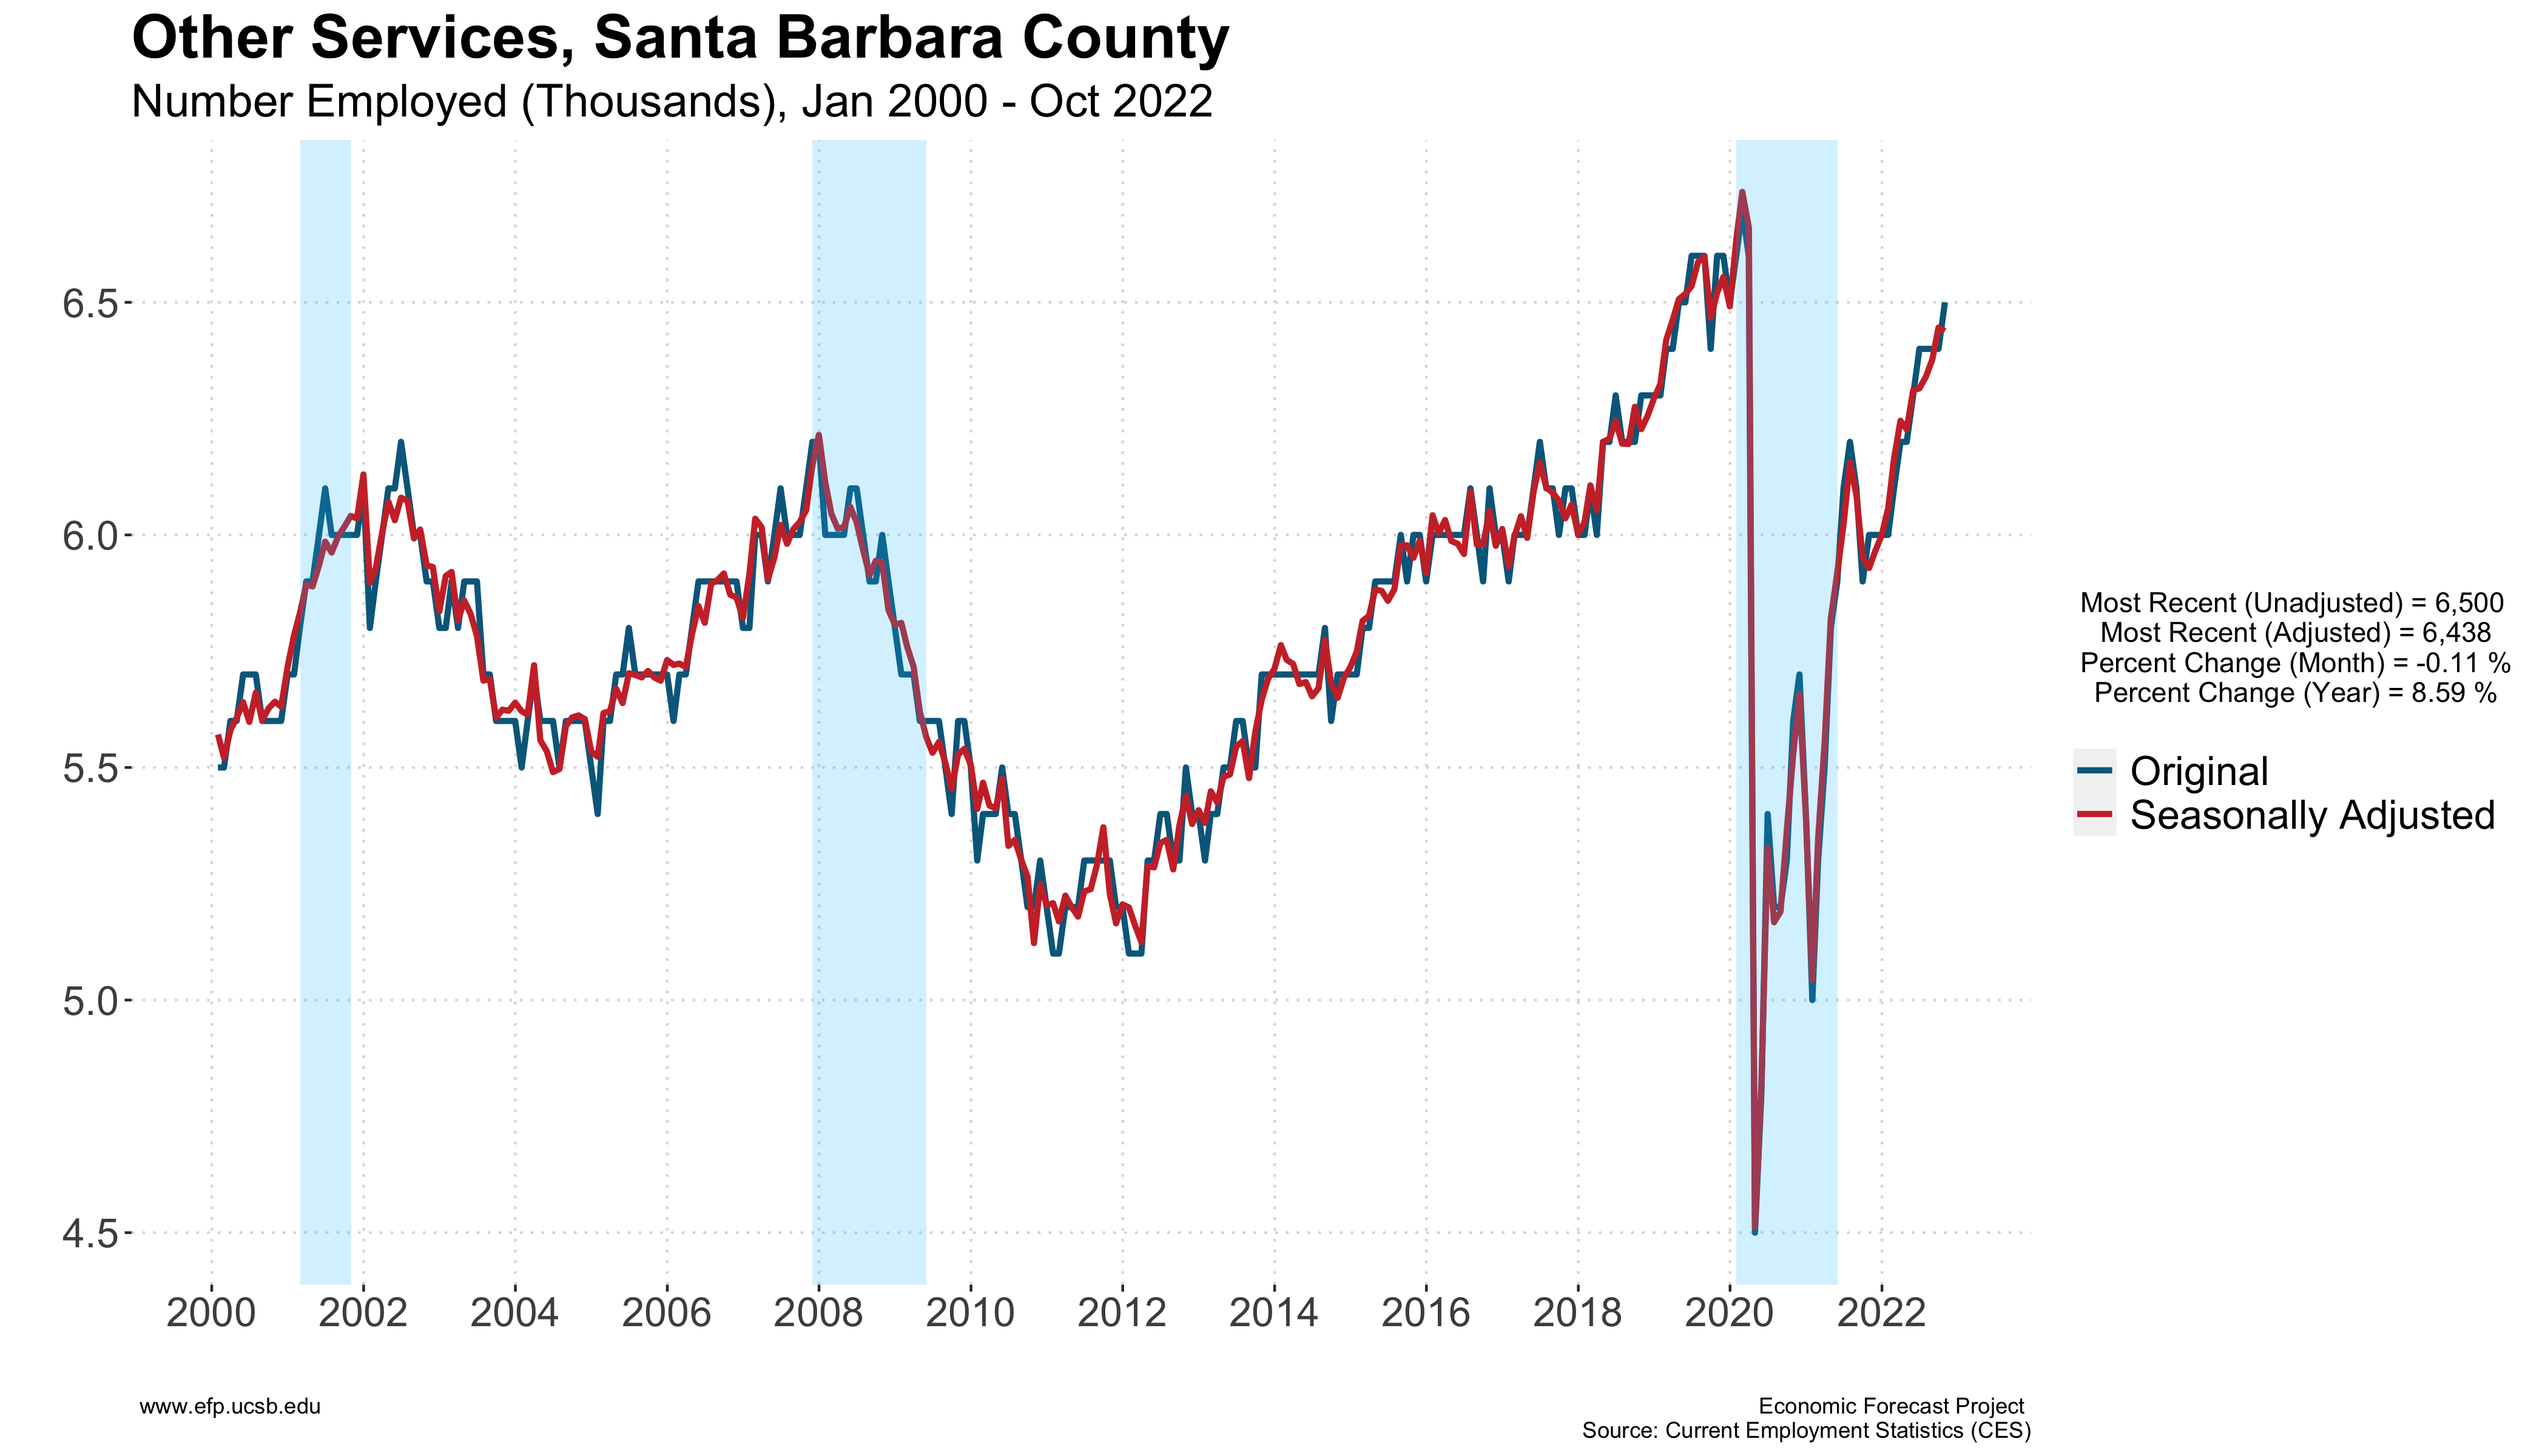 Other Services, Santa Barbara County
Number Employed (Thousands), Jan 2000 - Oct 2022
6.5
6.0
5.5
5.0
4.5
2000 2002 2004 2006 2008 2010 2012 2014 2016 2018 2020 2022
Most Recent (Unadjusted) = 6,500
Most Recent (Adjusted) = 6,438
Percent Change (Month) = -0.11 %
Percent Change (Year) = 8.59 %
Original
Seasonally Adjusted
www.efp.ucsb.edu
Economic Forecast Project
Source: Current Employment Statistics (CES)